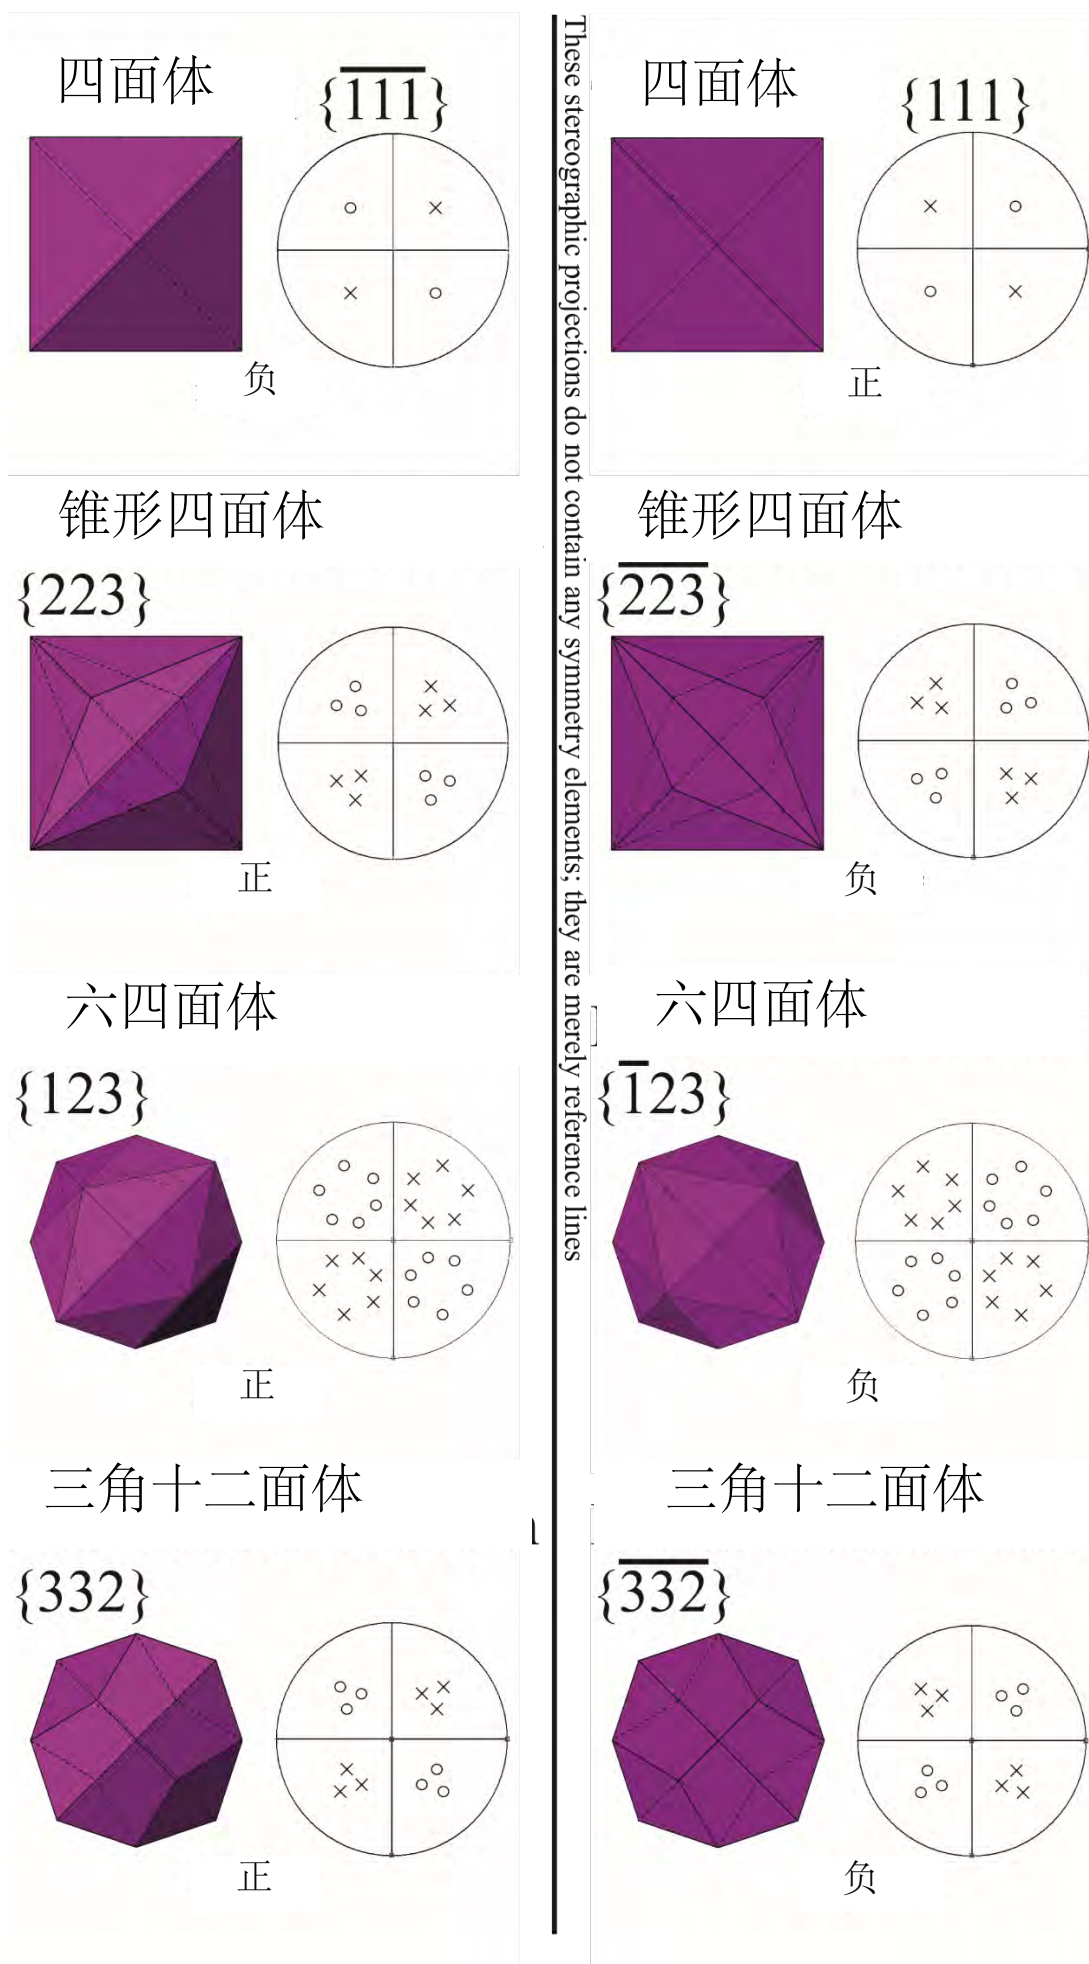 四面体
{1̅1̅1̅}
负
锥形四面体
{223}
正
六四面体
{123}
正
三角十二面体
{332}
正
These stereographic projections do not contain any symmetry elements; they are merely reference lines
四面体
{111}
正
锥形四面体
{2̅2̅3̅}
负
六四面体
{1̅23}
负
三角十二面体
{3̅3̅2̅}
负